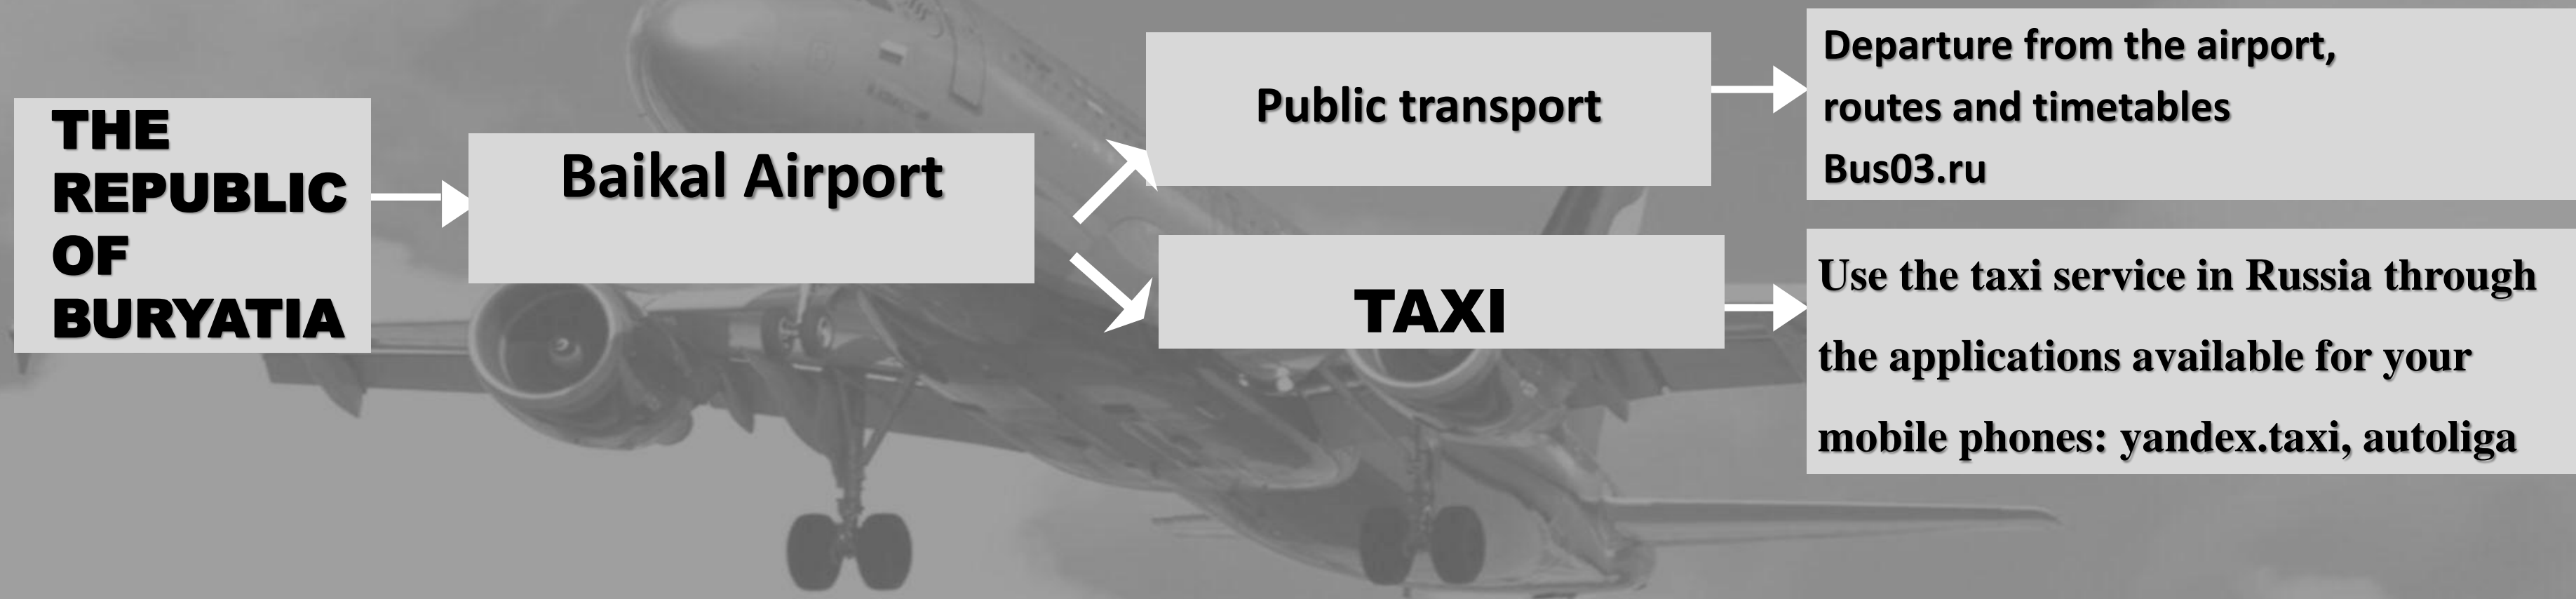 THE
REPUBLIC
OF
BURYATIA
Baikal Airport
Public transport
Departure from the airport,
routes and timetables
Bus03.ru
TAXI
Use the taxi service in Russia through
the applications available for your
mobile phones: yandex.taxi, autoliga